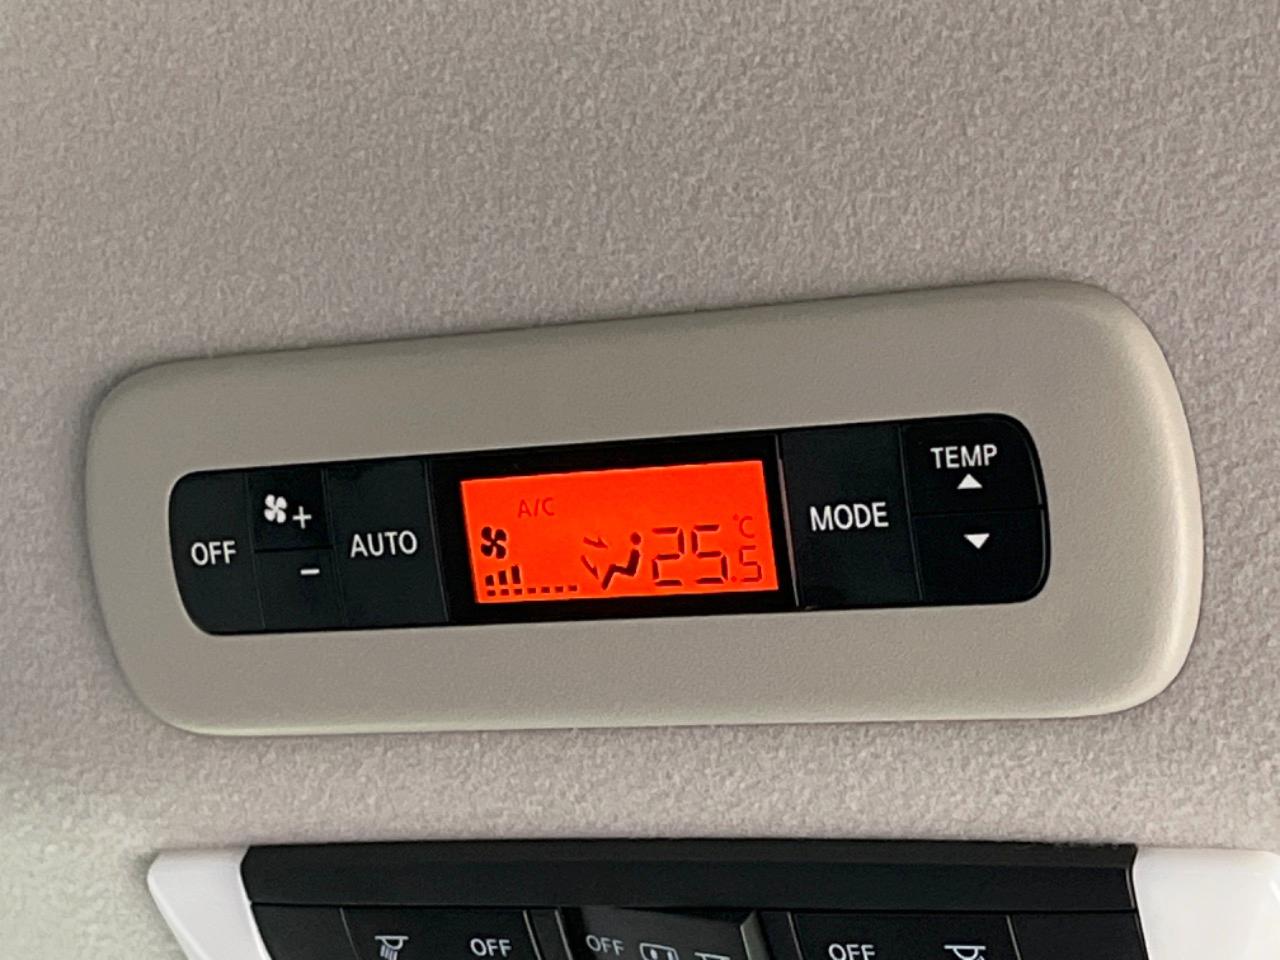 OFF
+
-
AUTO
A/C
25.5°C
MODE
TEMP
OFF
OFF
OFF